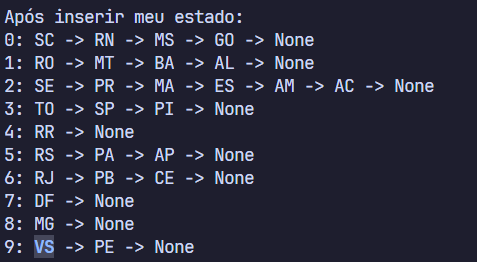 Após inserir meu estado:
0: SC -> RN -> MS -> GO -> None
1: RO -> MT -> BA -> AL -> None
2: SE -> PR -> MA -> ES -> AM -> AC -> None
3: TO -> SP -> PI -> None
4: RR -> None
5: RS -> PA -> AP -> None
6: RJ -> PB -> CE -> None
7: DF -> None
8: MG -> None
9: VS -> PE -> None